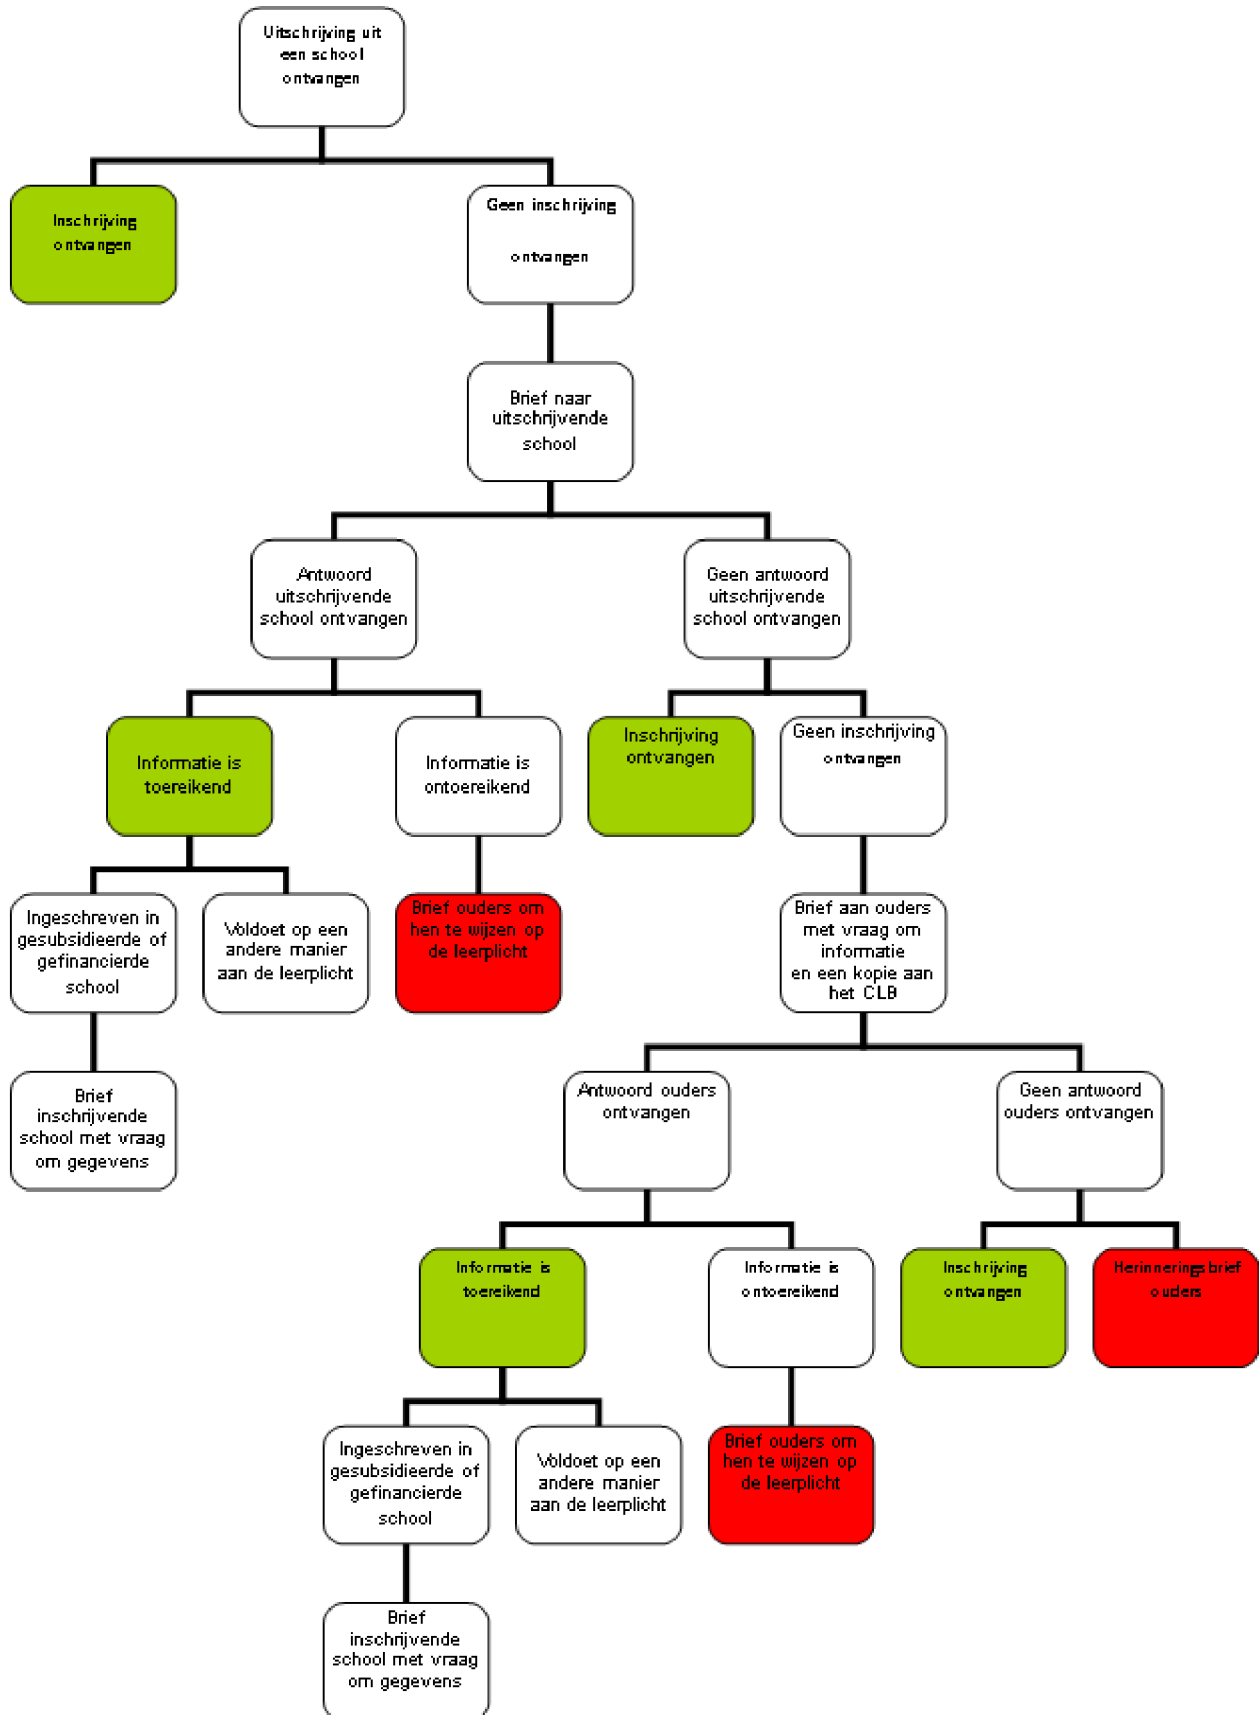 Uitschrijving uit
een school
ontvangen
Inschrijving
ontvangen
Geen inschrijving
ontvangen
Brief naar
uitschrijvende
school
Antwoord
uitschrijvende
school ontvangen
Geen antwoord
uitschrijvende
school ontvangen
Informatie is
toereikend
Informatie is
ontoereikend
Inschrijving
ontvangen
Geen inschrijving
ontvangen
Ingeschreven in
gesubsidieerde of
gefinancierde
school
Voldoet op een
andere manier
aan de leerplicht
Brief ouders om
hen te wijzen op
de leerplicht
Brief aan ouders
met vraag om
informatie
en een kopie aan
het CLB
Brief
inschrijvende
school met vraag
om gegevens
Antwoord ouders
ontvangen
Geen antwoord
ouders ontvangen
Informatie is
toereikend
Informatie is
ontoereikend
Inschrijving
ontvangen
Herinneringsbrief
ouders
Ingeschreven in
gesubsidieerde of
gefinancierde
school
Voldoet op een
andere manier
aan de leerplicht
Brief ouders om
hen te wijzen op
de leerplicht
Brief
inschrijvende
school met vraag
om gegevens